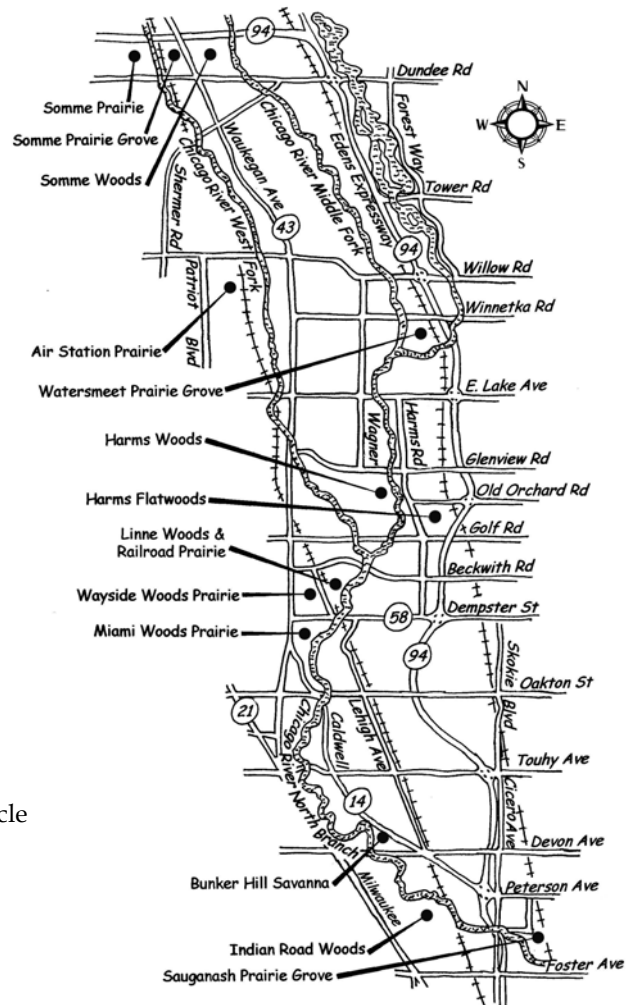 94
Dundee Rd
N
W
E
S
Somme Prairie
Somme Prairie Grove
Somme Woods
Chicago River West Fork
Waukegan Ave
Chicago River Middle Fork
Edens Expressway
Forest Way
Tower Rd
Shermer Rd
43
94
Willow Rd
Patriot Blvd
Winnetka Rd
Air Station Prairie
Watersmeet Prairie Grove
E. Lake Ave
Wagner
Harms Rd
Harms Woods
Glenview Rd
Harms Flatwoods
Old Orchard Rd
Golf Rd
Linne Woods &
Railroad Prairie
Beckwith Rd
Wayside Woods Prairie
58
Dempster St
Miami Woods Prairie
94
Skokie Blvd
Oakton St
21
Chicago River North Branch
Caldwell
Lehigh Ave
Touhy Ave
Cicero Ave
14
cle
Devon Ave
Bunker Hill Savanna
Milwaukee
Peterson Ave
Indian Road Woods
Sauganash Prairie Grove
Foster Ave